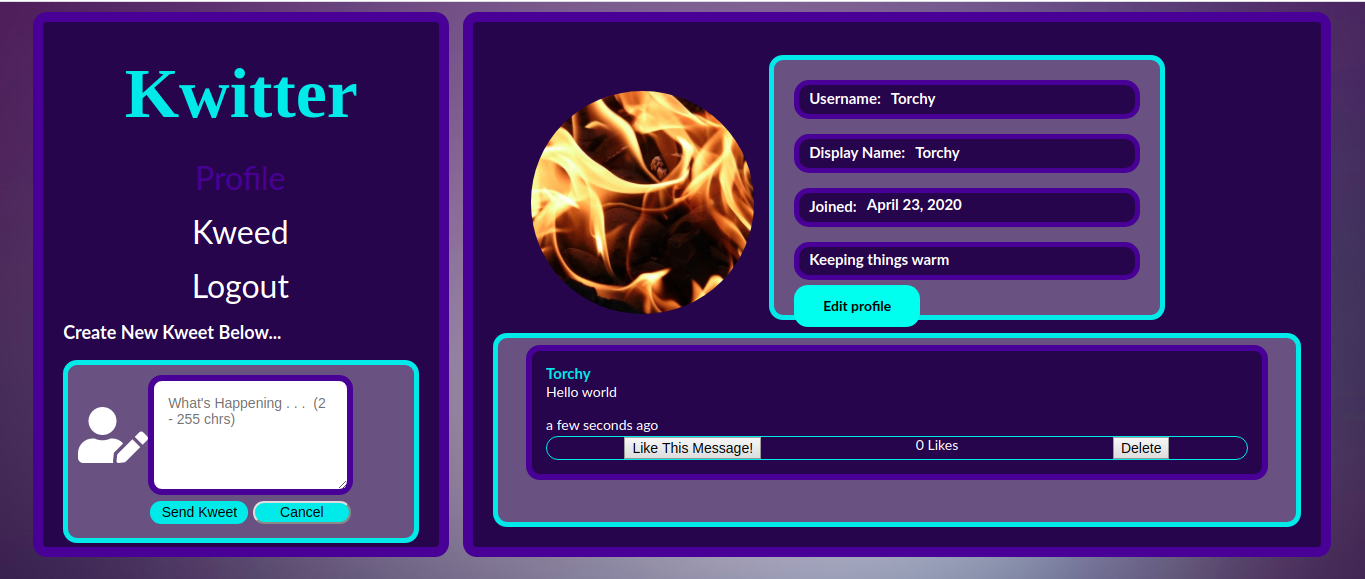 Kwitter
Profile
Kweed
Logout
Create New Kweet Below...
What's Happening . . .  (2
- 255 chrs)
Send Kweet
Cancel
Username: Torchy
Display Name: Torchy
Joined: April 23, 2020
Keeping things warm
Edit profile
Torchy
Hello world
a few seconds ago
Like This Message!
0 Likes
Delete